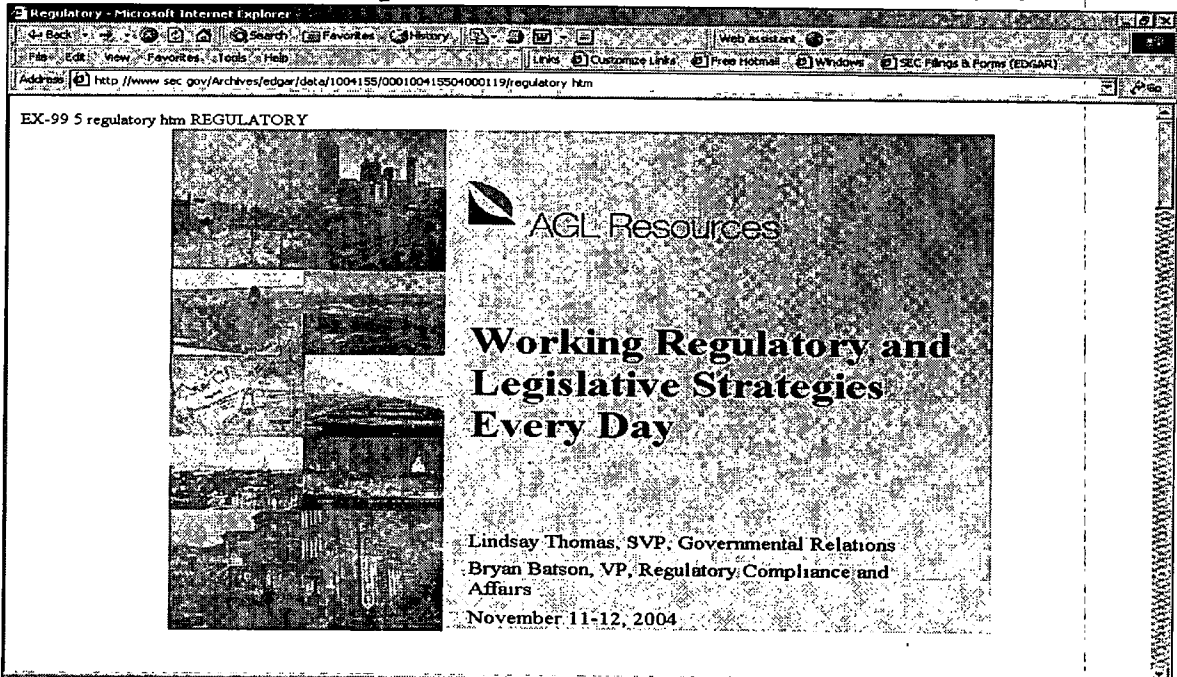 Regulatory - Microsoft Internet Explorer
Back Search Favorites History Web assistant
File Edit View Favorites Tools Help Links Customize Links Free Hotmail Windows SEC Filings & Forms (EDGAR)
Address http //www sec gov/Archives/edgar/data/1004155/000100415504000119/regulatory htm Go
EX-99 5 regulatory htm REGULATORY
AGL Resources
Working Regulatory and
Legislative Strategies
Every Day
Lindsay Thomas, SVP, Governmental Relations
Bryan Batson, VP, Regulatory Compliance and
Affairs
November 11-12, 2004